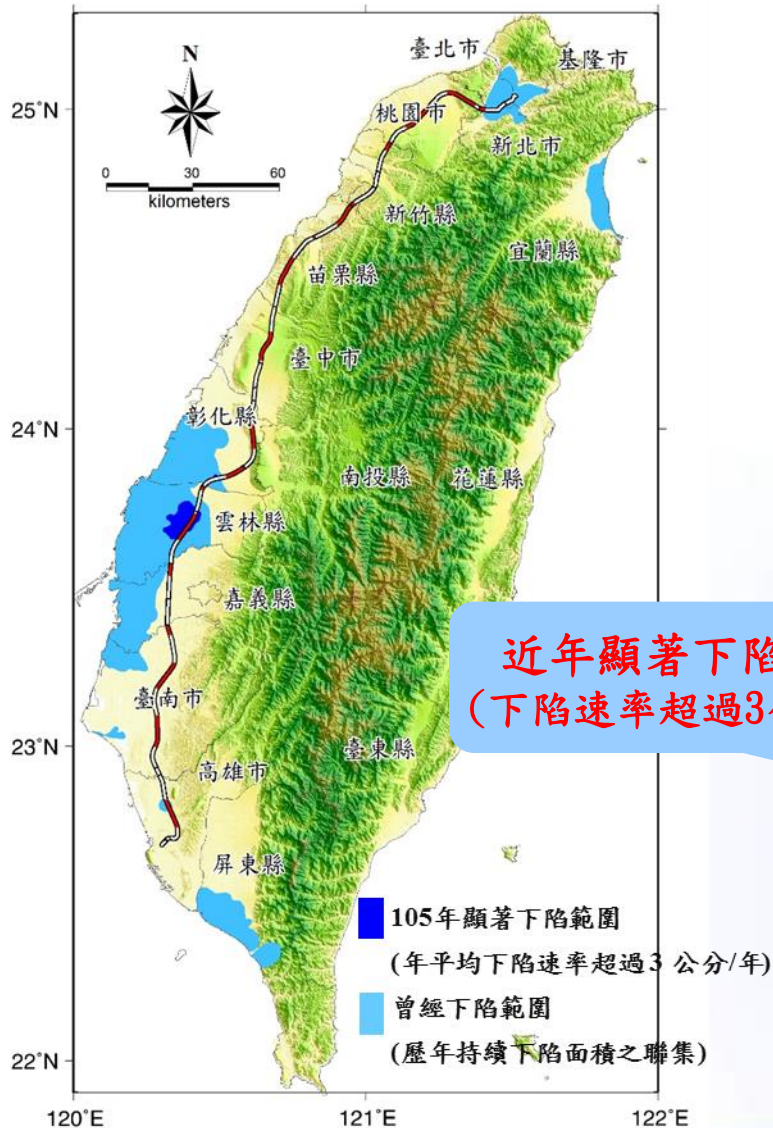 N
0 30 60
kilometers
25°N
24°N
23°N
22°N
120°E
121°E
122°E
臺北市
基隆市
桃園市
新北市
新竹縣
宜蘭縣
苗栗縣
臺中市
彰化縣
南投縣
花蓮縣
雲林縣
嘉義縣
近年顯著下陷
(下陷速率超過3
臺南市
臺東縣
高雄市
屏東縣
105年顯著下陷範圍
(年平均下陷速率超過3 公分/年)
曾經下陷範圍
(歷年持續下陷面積之聯集)